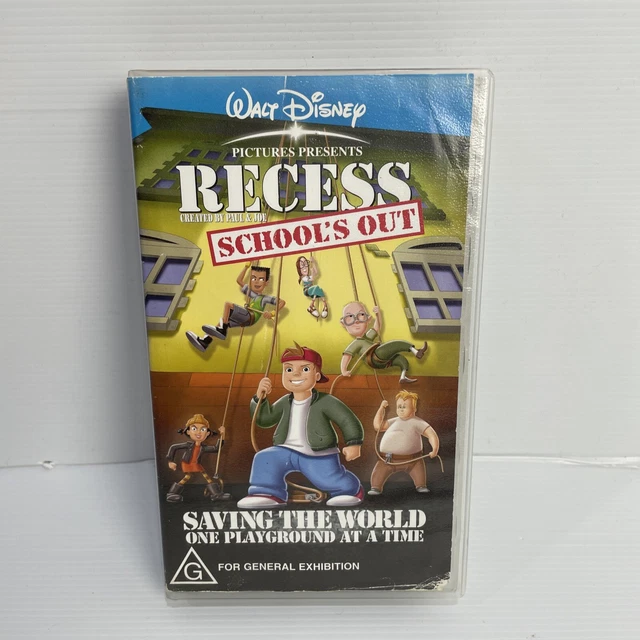 WALT DISNEY
PICTURES PRESENTS
RECESS
CREATED BY PAUL & JOE
SCHOOL'S OUT
SAVING THE WORLD
ONE PLAYGROUND AT A TIME
G FOR GENERAL EXHIBITION